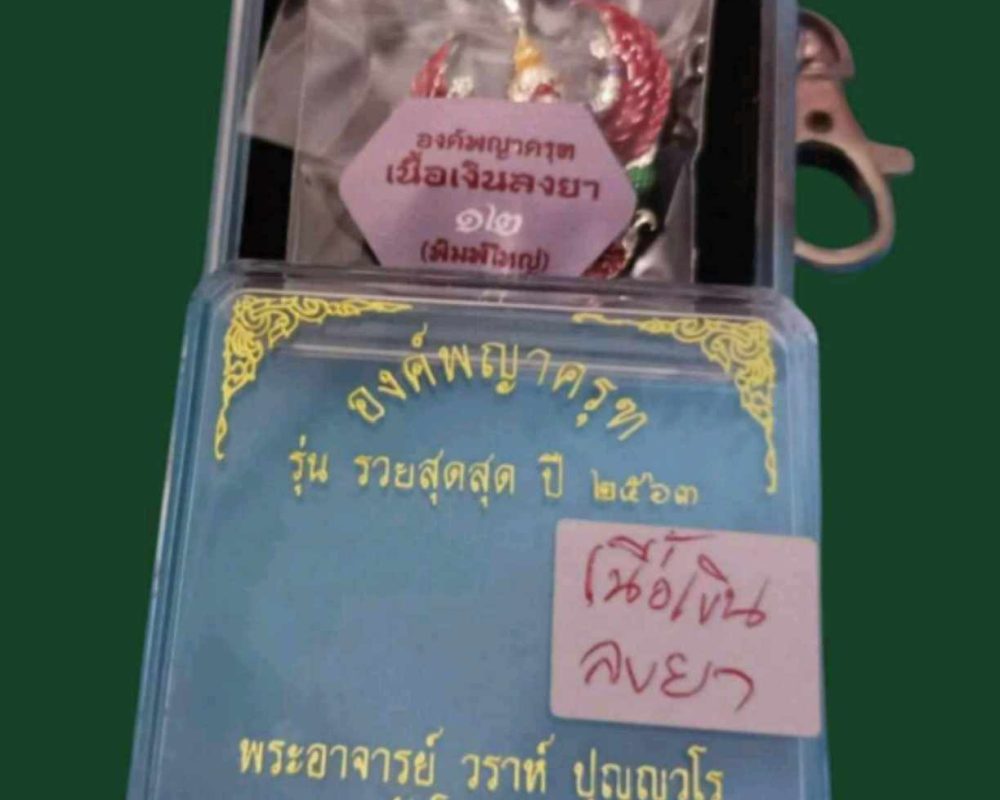 องค์พญาครุฑ
เนื้อเงินลงยา
๑๒
(พิมพ์ใหญ่)
องค์พญาครุฑ
รุ่น รวยสุดสุด ปี ๒๕๖๓
เนื้อเงิน
ลงยา
พระอาจารย์ วราห์ ปุญญวโร